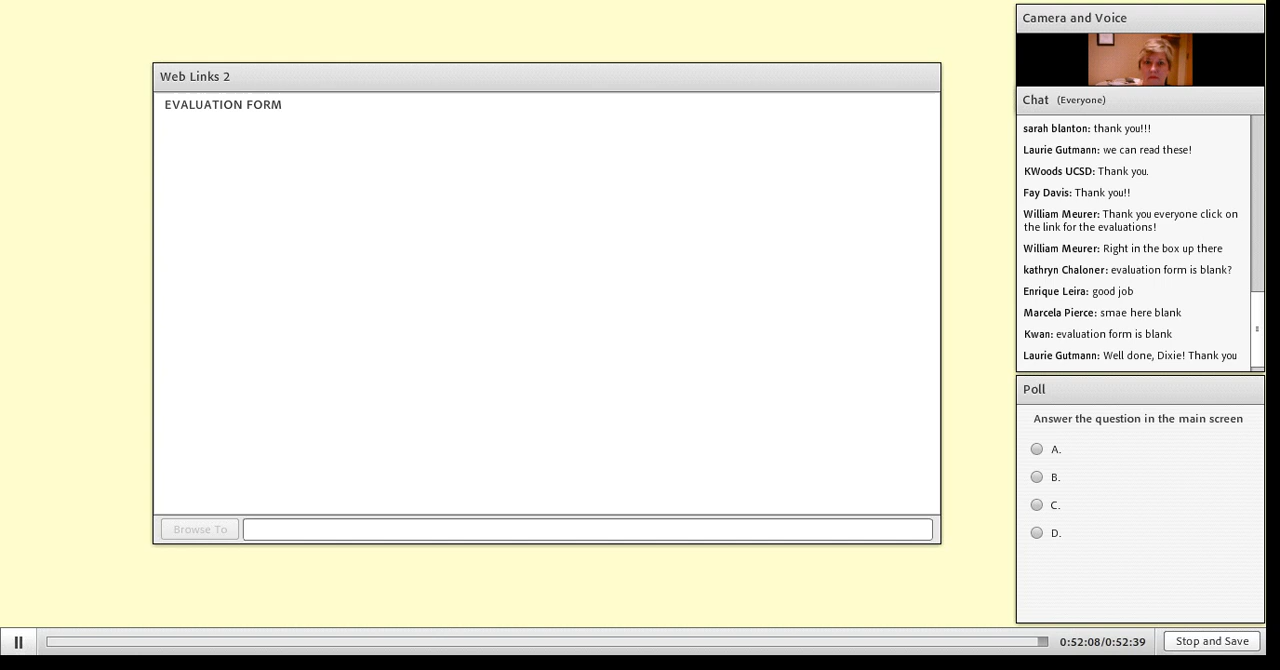 Camera and Voice
Web Links 2
EVALUATION FORM
Browse To
Chat (Everyone)
sarah blanton: thank you!!!
Laurie Gutmann: we can read these!
KWoods UCSD: Thank you.
Fay Davis: Thank you!!
William Meurer: Thank you everyone click on
the link for the evaluations!
William Meurer: Right in the box up there
kathryn Chaloner: evaluation form is blank?
Enrique Leira: good job
Marcela Pierce: smae here blank
Kwan: evaluation form is blank
Laurie Gutmann: Well done, Dixie! Thank you
Poll
Answer the question in the main screen
A.
B.
C.
D.
0:52:08/0:52:39
Stop and Save